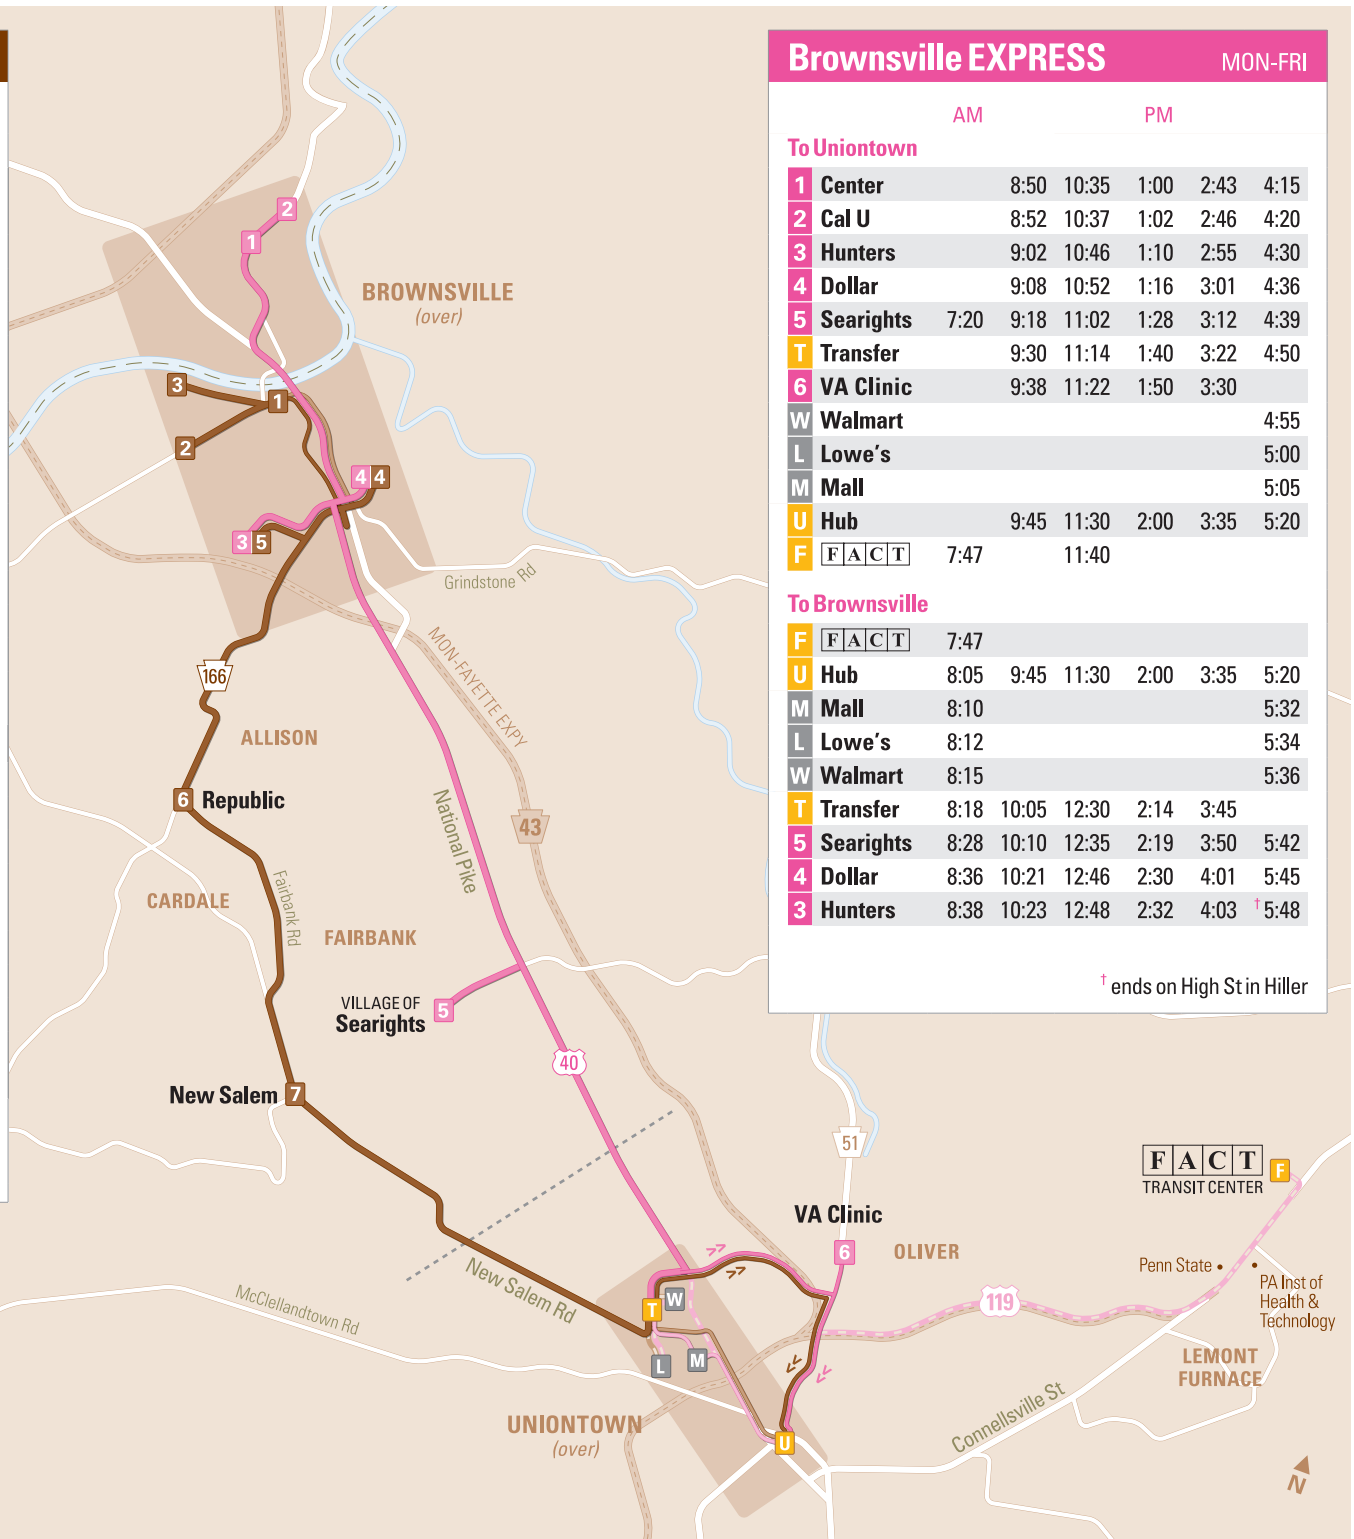 Brownsville EXPRESS MON-FRI
AM PM
To Uniontown
1 Center 8:50 10:35 1:00 2:43 4:15
2 Cal U 8:52 10:37 1:02 2:46 4:20
3 Hunters 9:02 10:46 1:10 2:55 4:30
4 Dollar 9:08 10:52 1:16 3:01 4:36
5 Searights 7:20 9:18 11:02 1:28 3:12 4:39
T Transfer 9:30 11:14 1:40 3:22 4:50
6 VA Clinic 9:38 11:22 1:50 3:30
W Walmart 4:55
L Lowe's 5:00
M Mall 5:05
U Hub 9:45 11:30 2:00 3:35 5:20
F FACT 7:47 11:40
To Brownsville
F FACT 7:47
U Hub 8:05 9:45 11:30 2:00 3:35 5:20
M Mall 8:10 5:32
L Lowe's 8:12 5:34
W Walmart 8:15 5:36
T Transfer 8:18 10:05 12:30 2:14 3:45
5 Searights 8:28 10:10 12:35 2:19 3:50 5:42
4 Dollar 8:36 10:21 12:46 2:30 4:01 5:45
3 Hunters 8:38 10:23 12:48 2:32 4:03 †5:48
† ends on High St in Hiller
2
1
BROWNSVILLE
(over)
3
1
2
4 4
3 5
Grindstone Rd
MON-FAYETTE EXPY
166
ALLISON
6 Republic
National Pike
43
Fairbank Rd
CARDALE
FAIRBANK
VILLAGE OF
Searights 5
40
New Salem 7
51
FACT F
TRANSIT CENTER
VA Clinic
6
OLIVER
Penn State
PA Inst of
Health &
Technology
New Salem Rd
McClellandtown Rd
W
T
119
L M
LEMONT
FURNACE
Connellsville St
UNIONTOWN
(over)
U
N